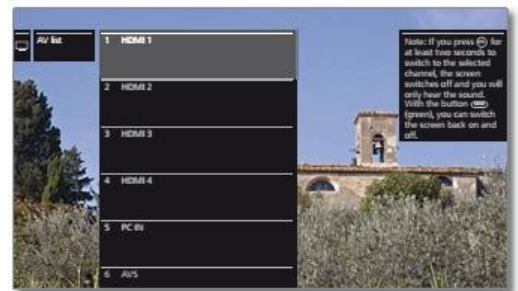 AV list
1 HDMI 1
2 HDMI 2
3 HDMI 3
4 HDMI 4
5 PC IN
6 AVS
Note: If you press for
at least two seconds to
switch to the selected
channel, the screen
switches off and you will
only hear the sound.
With the button
(green), you can switch
the screen back on and
off.